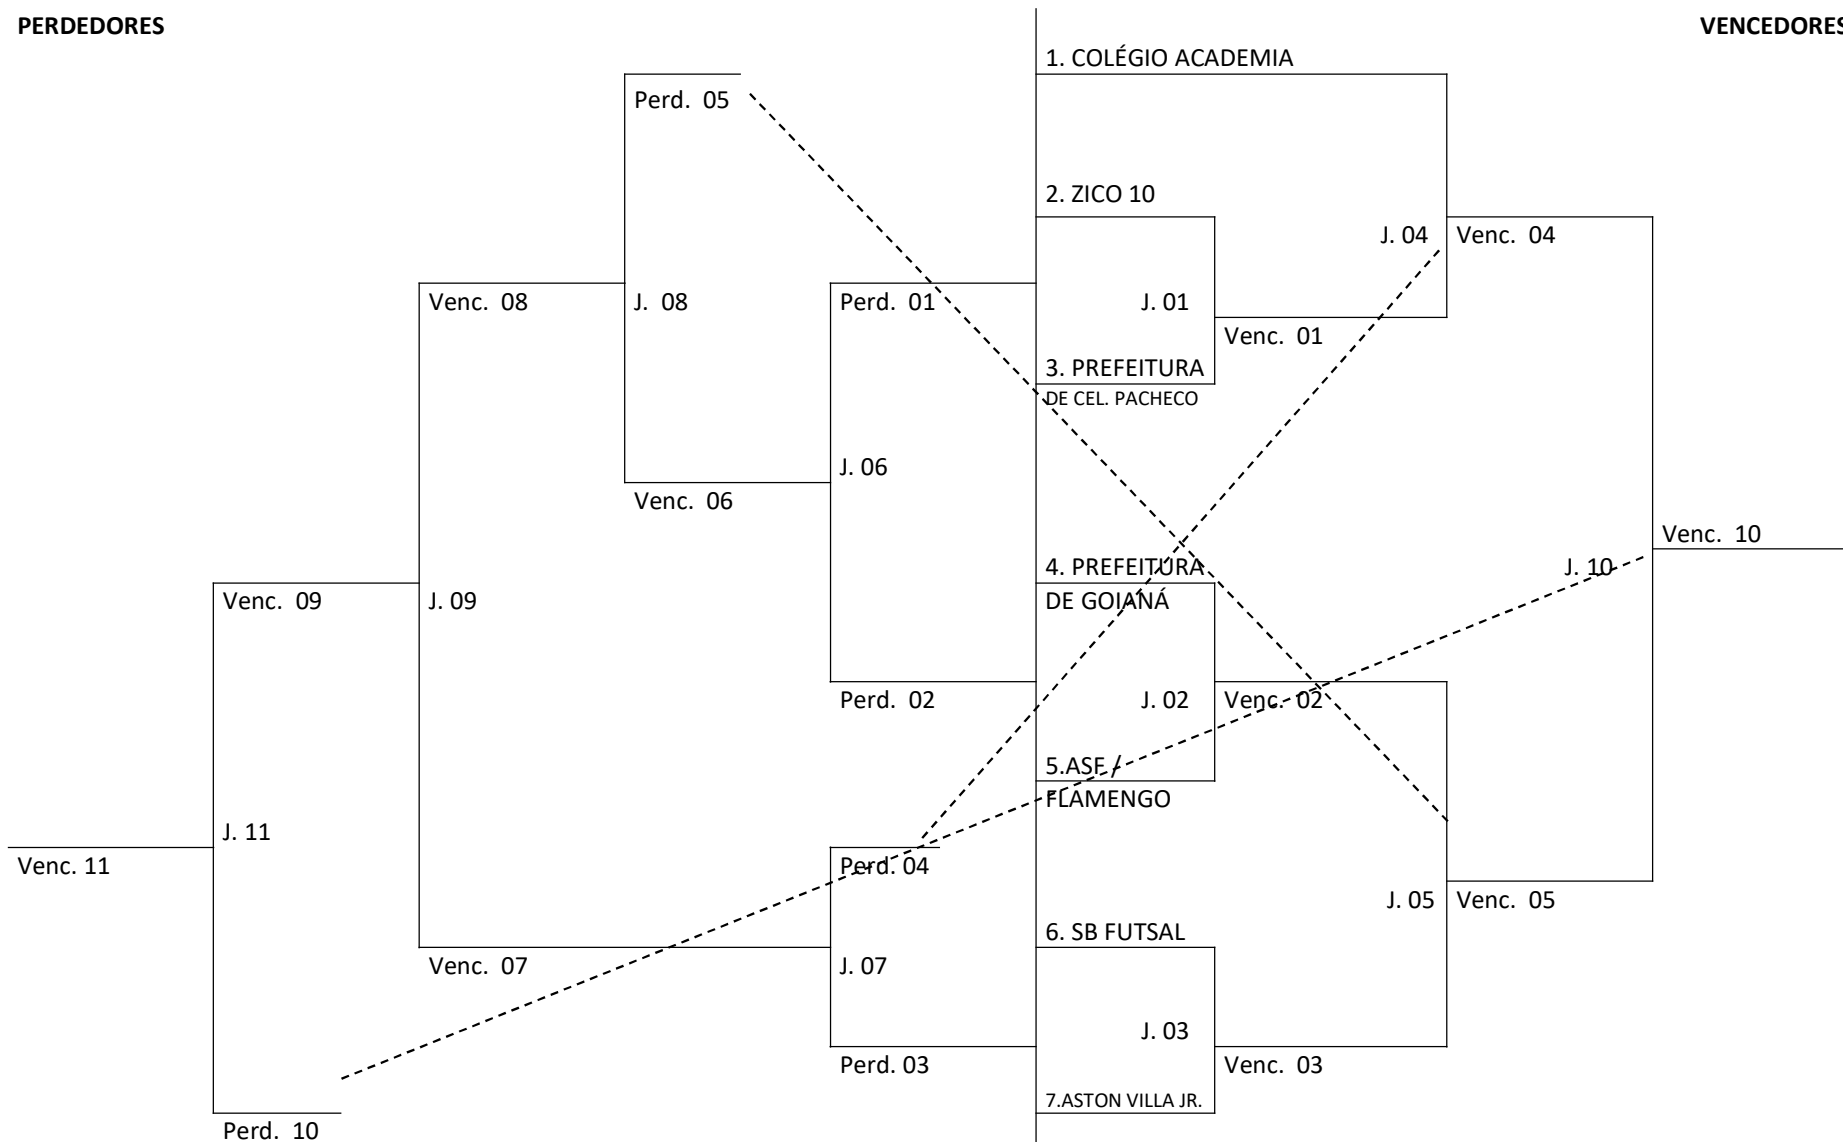 PERDEDORES
VENCEDORES
1. COLÉGIO ACADEMIA
Perd. 05
2. ZICO 10
J. 04
Venc. 04
Venc. 08
J. 08
Perd. 01
J. 01
Venc. 01
3. PREFEITURA
DE CEL. PACHECO
J. 06
Venc. 06
Venc. 10
4. PREFEITURA
J. 10
Venc. 09
J. 09
DE GOIANÁ
Perd. 02
J. 02
Venc. 02
5.ASF /
FLAMENGO
J. 11
Venc. 11
Perd. 04
J. 05
Venc. 05
6. SB FUTSAL
Venc. 07
J. 07
J. 03
Perd. 03
Venc. 03
7.ASTON VILLA JR.
Perd. 10